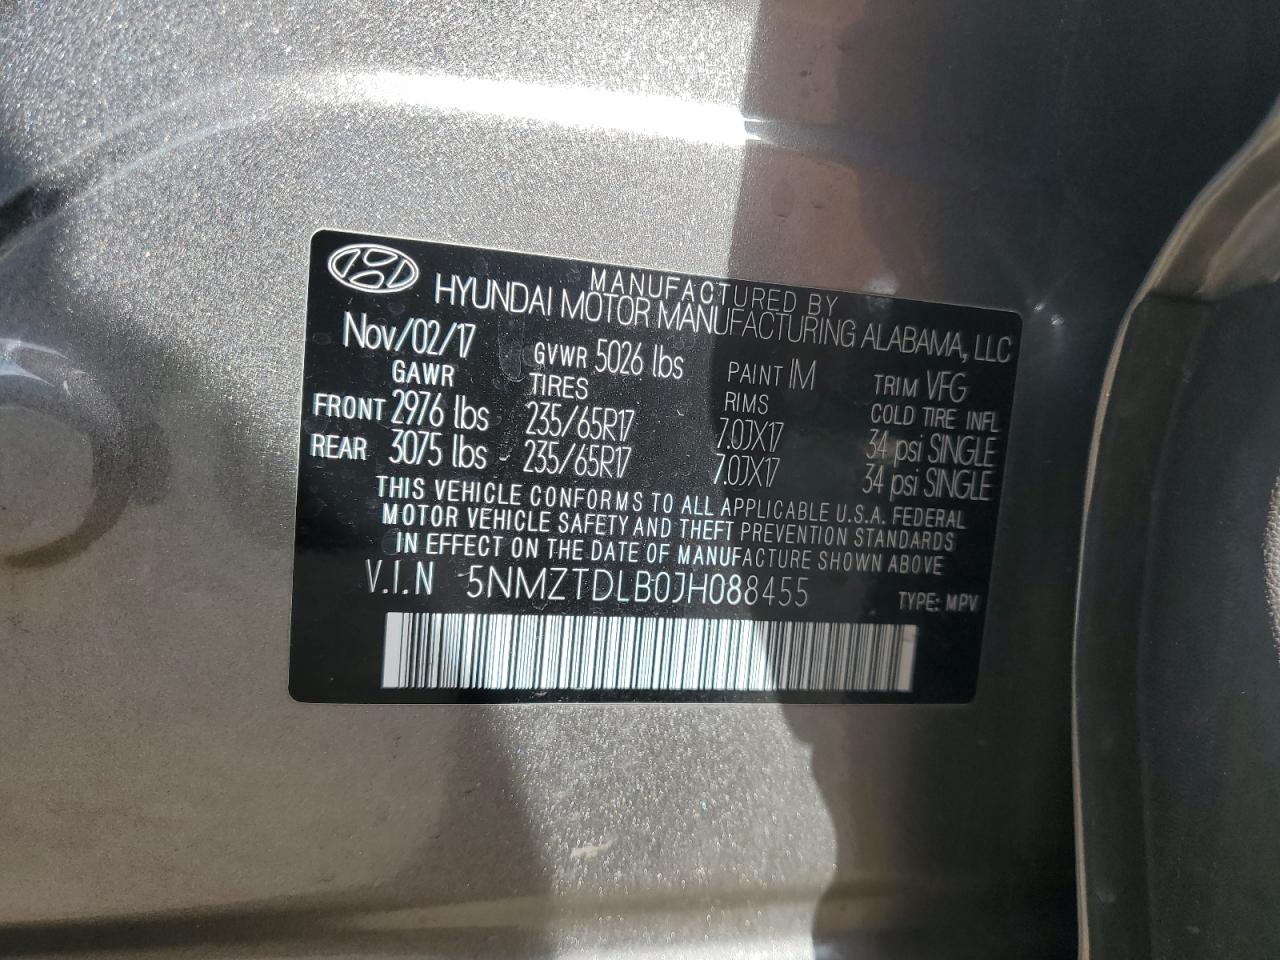 MANUFACTURED BY
HYUNDAI MOTOR MANUFACTURING ALABAMA, LLC
Nov/02/17 GVWR 5026 lbs PAINT IM TRIM VFG
GAWR TIRES RIMS COLD TIRE INFL
FRONT 2976 lbs 235/65R17 7.0JX17 34 psi SINGLE
REAR 3075 lbs 235/65R17 7.0JX17 34 psi SINGLE
THIS VEHICLE CONFORMS TO ALL APPLICABLE U.S.A. FEDERAL
MOTOR VEHICLE SAFETY AND THEFT PREVENTION STANDARDS
IN EFFECT ON THE DATE OF MANUFACTURE SHOWN ABOVE
V.I.N 5NMZTDLB0JH088455 TYPE: MPV